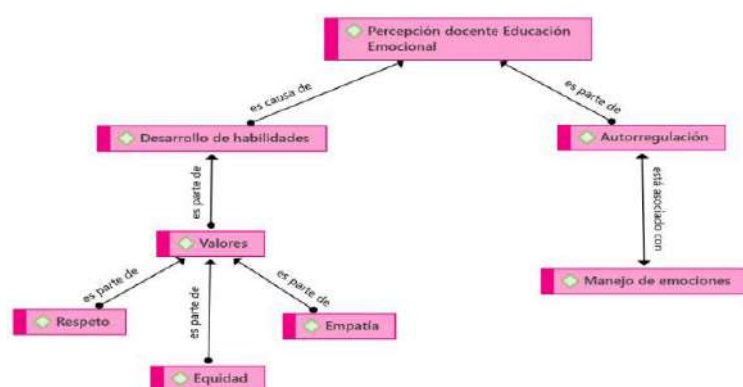 Percepción docente Educación
Emocional
es causa de
es parte de
Desarrollo de habilidades
Autorregulación
es parte de
está asociado con
Valores
Manejo de emociones
es parte de
es parte de
es parte de
Respeto
Empatía
Equidad